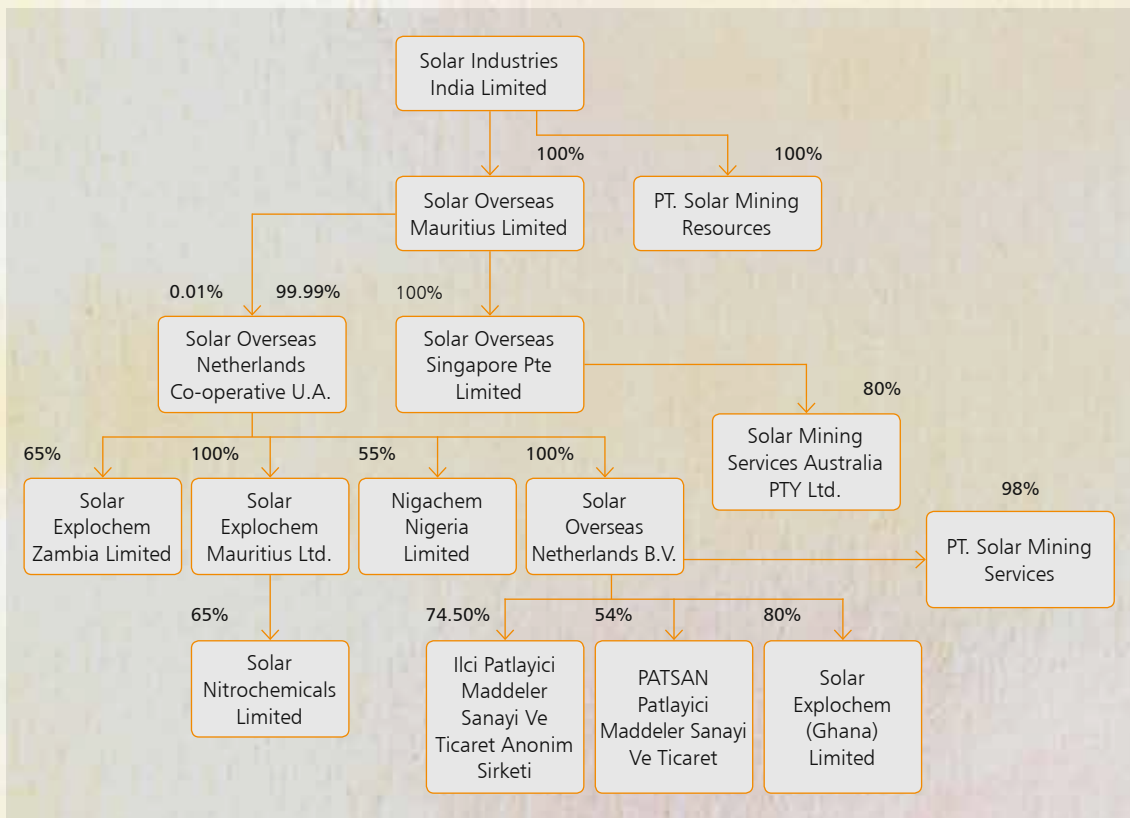 Solar Industries
India Limited
100%
100%
Solar Overseas
Mauritius Limited
PT. Solar Mining
Resources
0.01%
99.99%
100%
Solar Overseas
Netherlands
Co-operative U.A.
Solar Overseas
Singapore Pte
Limited
80%
Solar Mining
Services Australia
PTY Ltd.
65%
100%
55%
100%
Solar
Explochem
Zambia Limited
Solar
Explochem
Mauritius Ltd.
Nigachem
Nigeria
Limited
Solar
Overseas
Netherlands B.V.
98%
PT. Solar Mining
Services
65%
74.50%
54%
80%
Solar
Nitrochemicals
Limited
Ilci Patlayici
Maddeler
Sanayi Ve
Ticaret Anonim
Sirketi
PATSAN
Patlayici
Maddeler Sanayi
Ve Ticaret
Solar
Explochem
(Ghana)
Limited